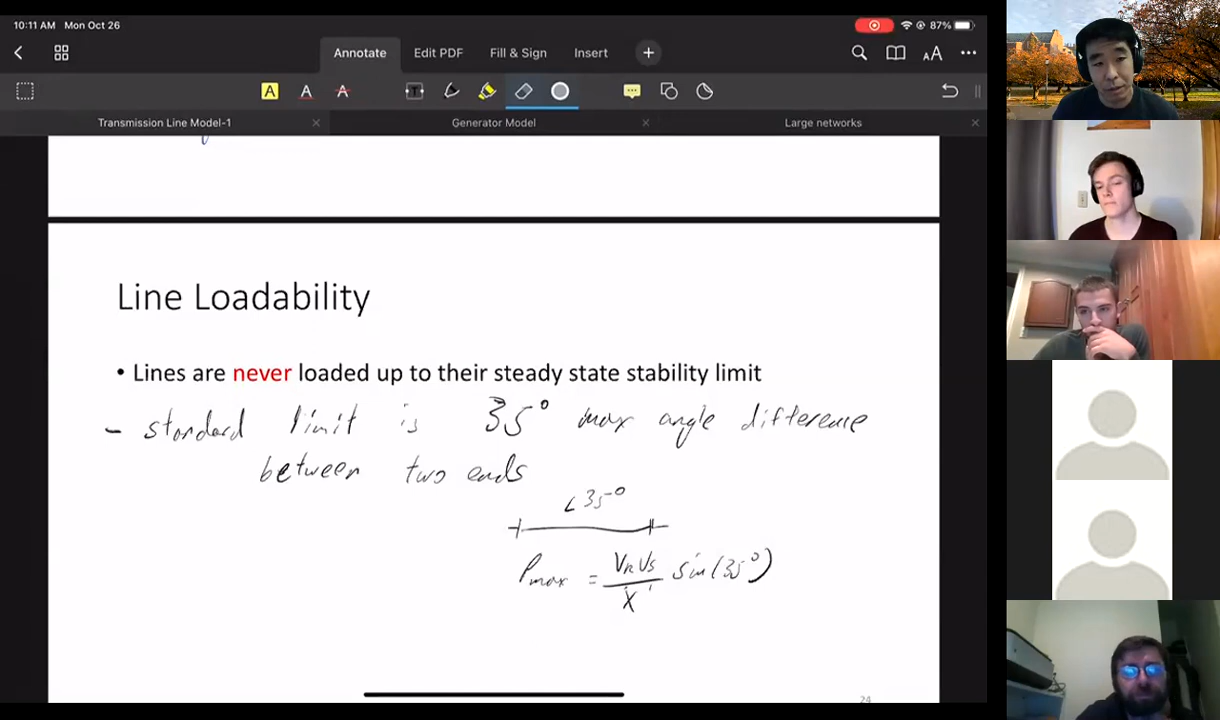 10:11 AM Mon Oct 26
87%
Annotate Edit PDF Fill & Sign Insert
AA
A A A T
Transmission Line Model-1 Generator Model Large networks
Line Loadability
• Lines are never loaded up to their steady state stability limit
- standard limit is 35° max angle difference
between two ends
∠35°
Pmax = VRVS / X' sin(35°)
24